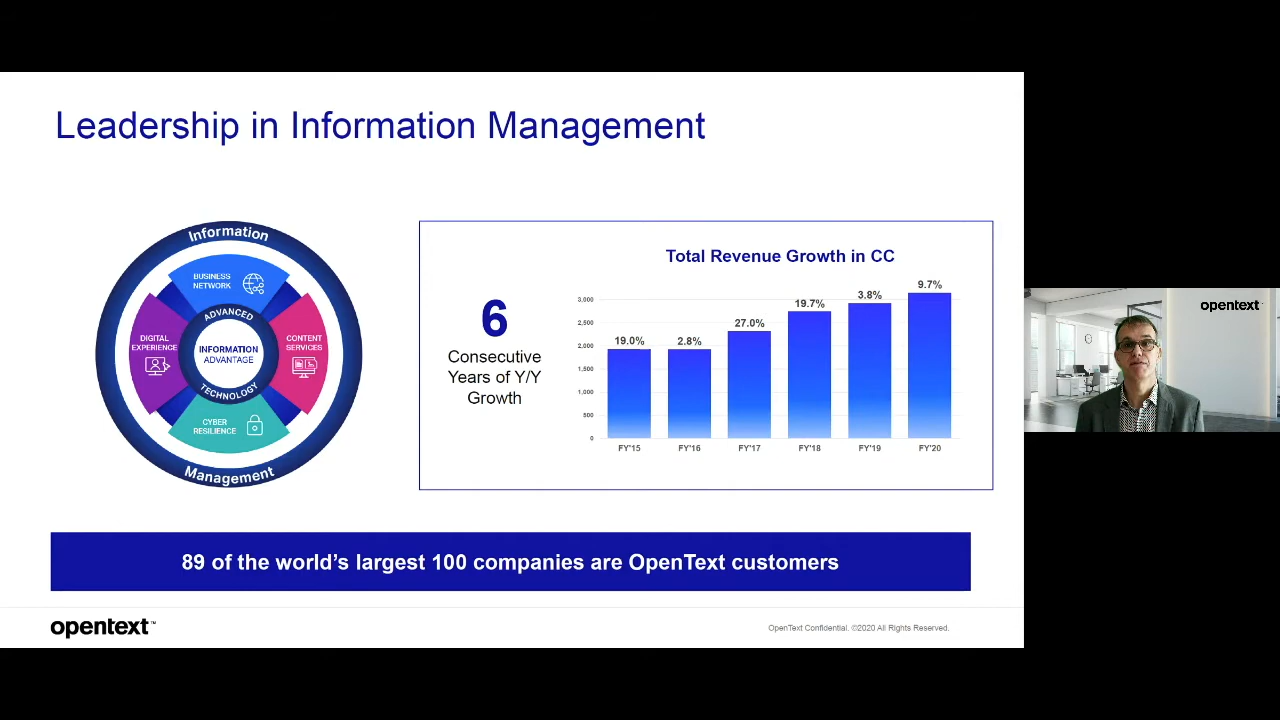 Leadership in Information Management
Information
BUSINESS
NETWORK
ADVANCED
DIGITAL
EXPERIENCE
INFORMATION
ADVANTAGE
CONTENT
SERVICES
TECHNOLOGY
CYBER
RESILIENCE
Management
6
Consecutive
Years of Y/Y
Growth
Total Revenue Growth in CC
3,000
2,500
2,000
1,500
1,000
500
0
19.0%
2.8%
27.0%
19.7%
3.8%
9.7%
FY'15
FY'16
FY'17
FY'18
FY'19
FY'20
opentext
89 of the world’s largest 100 companies are OpenText customers
opentext™
OpenText Confidential. ©2020 All Rights Reserved.